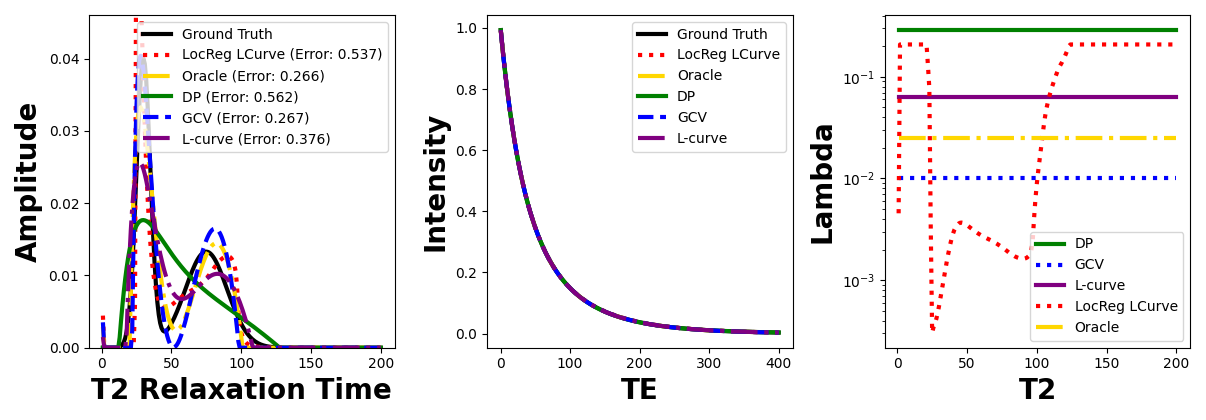 Amplitude
0.00
0.01
0.02
0.03
0.04
0
50
100
150
200
T2 Relaxation Time
Ground Truth
LocReg LCurve (Error: 0.537)
Oracle (Error: 0.266)
DP (Error: 0.562)
GCV (Error: 0.267)
L-curve (Error: 0.376)
Intensity
0.0
0.2
0.4
0.6
0.8
1.0
0
100
200
300
400
TE
Ground Truth
LocReg LCurve
Oracle
DP
GCV
L-curve
Lambda
10⁻¹
10⁻²
10⁻³
0
50
100
150
200
T2
DP
GCV
L-curve
LocReg LCurve
Oracle